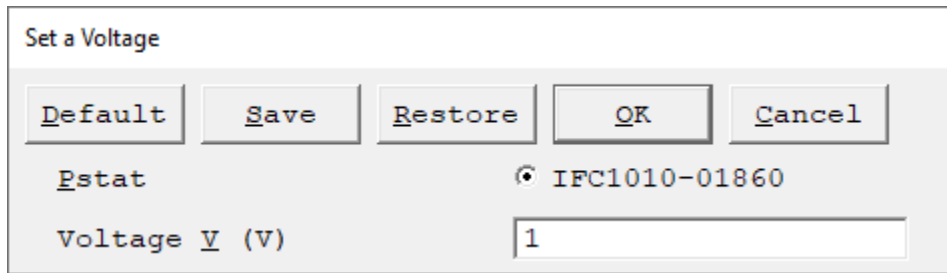 Set a Voltage
Default Save Restore OK Cancel
Pstat IFC1010-01860
Voltage V (V) 1